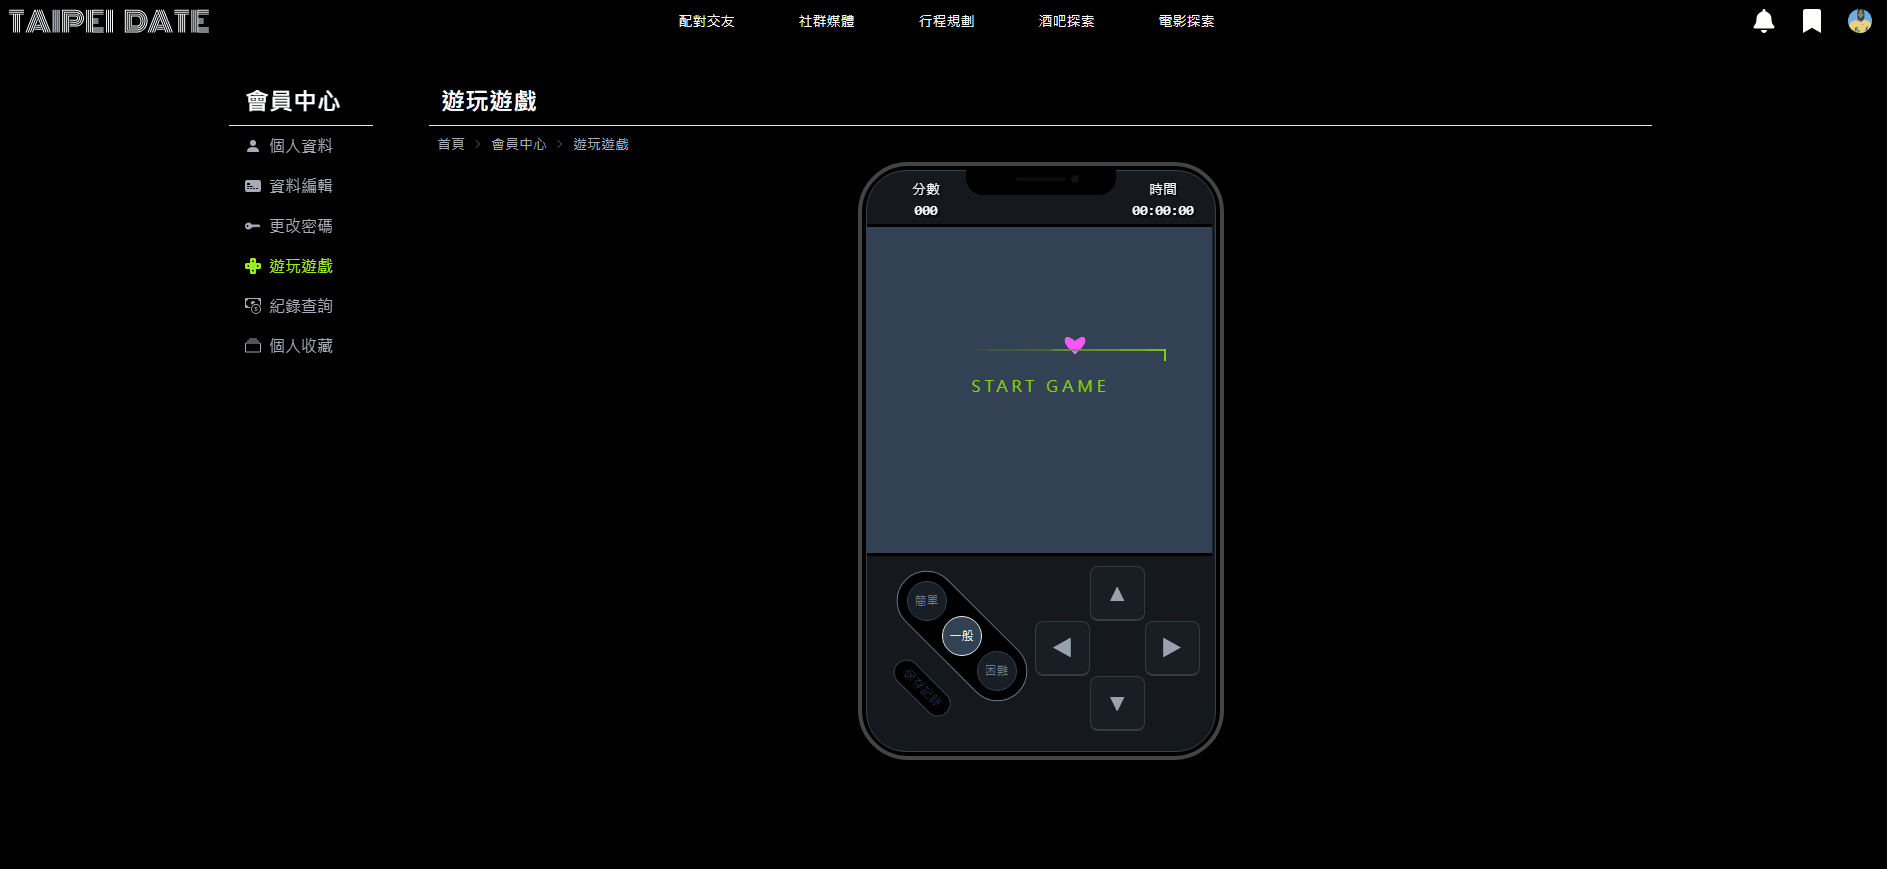 TAIPEI DATE
配對交友 社群媒體 行程規劃 酒吧探索 電影探索
會員中心
個人資料
資料編輯
更改密碼
遊玩遊戲
紀錄查詢
個人收藏
遊玩遊戲
首頁 > 會員中心 > 遊玩遊戲
分數
000
時間
00:00:00
START GAME
簡單
一般
困難
保存記錄